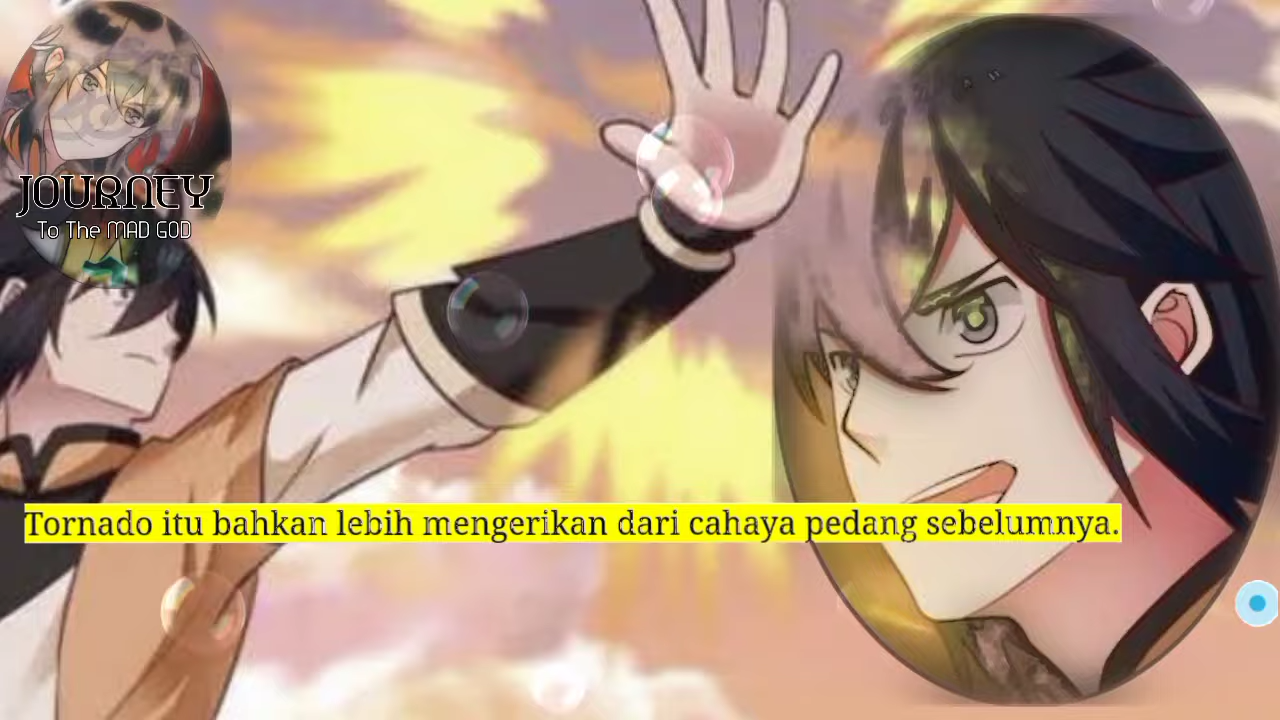 JOURNEY
To The MAD GOD
Tornado itu bahkan lebih mengerikan dari cahaya pedang sebelumnya.